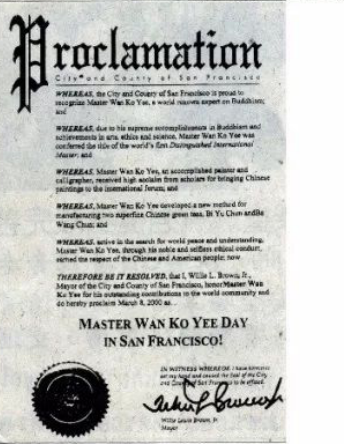 Proclamation
City and County of San Francisco
WHEREAS, the City and County of San Francisco is proud to
recognize Master Wan Ko Yee, a world renown expert on Buddhism;
and
WHEREAS, due to his supreme accomplishments in Buddhism and
achievements in arts, ethics and science, Master Wan Ko Yee was
conferred the title of the world's first Distinguished International
Master; and
WHEREAS, Master Wan Ko Yee, an accomplished painter and
calligrapher, received high acclaim from scholars for bringing Chinese
paintings to the international forum; and
WHEREAS, Master Wan Ko Yee developed a new method for
manufacturing two superfine Chinese green teas, Bi Yu Chun and
Wang Chun; and
WHEREAS, active in the search for world peace and understanding,
Master Wan Ko Yee, through his noble and selfless ethical conduct,
earned the respect of the Chinese and American people; now
THEREFORE BE IT RESOLVED, that I, Willie L. Brown, Jr.,
Mayor of the City and County of San Francisco, honor Master Wan
Ko Yee for his outstanding contributions to the world community and
do hereby proclaim March 8, 2000 as...
MASTER WAN KO YEE DAY
IN SAN FRANCISCO!
IN WITNESS WHEREOF, I have hereunto
set my hand and caused the Seal of the City
and County of San Francisco to be affixed.
Willie Lewis Brown, Jr.
Mayor